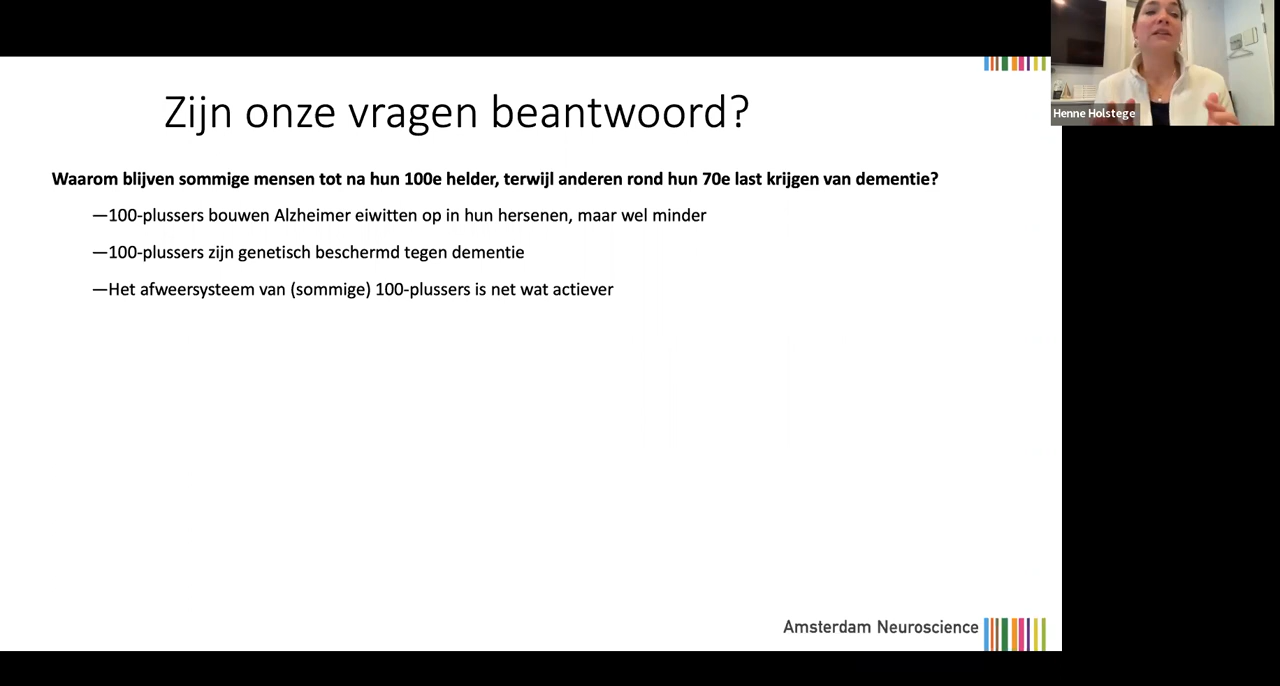 Zijn onze vragen beantwoord?
Waarom blijven sommige mensen tot na hun 100e helder, terwijl anderen rond hun 70e last krijgen van dementie?
—100-plussers bouwen Alzheimer eiwitten op in hun hersenen, maar wel minder
—100-plussers zijn genetisch beschermd tegen dementie
—Het afweersysteem van (sommige) 100-plussers is net wat actiever
Amsterdam Neuroscience
Henne Holstege